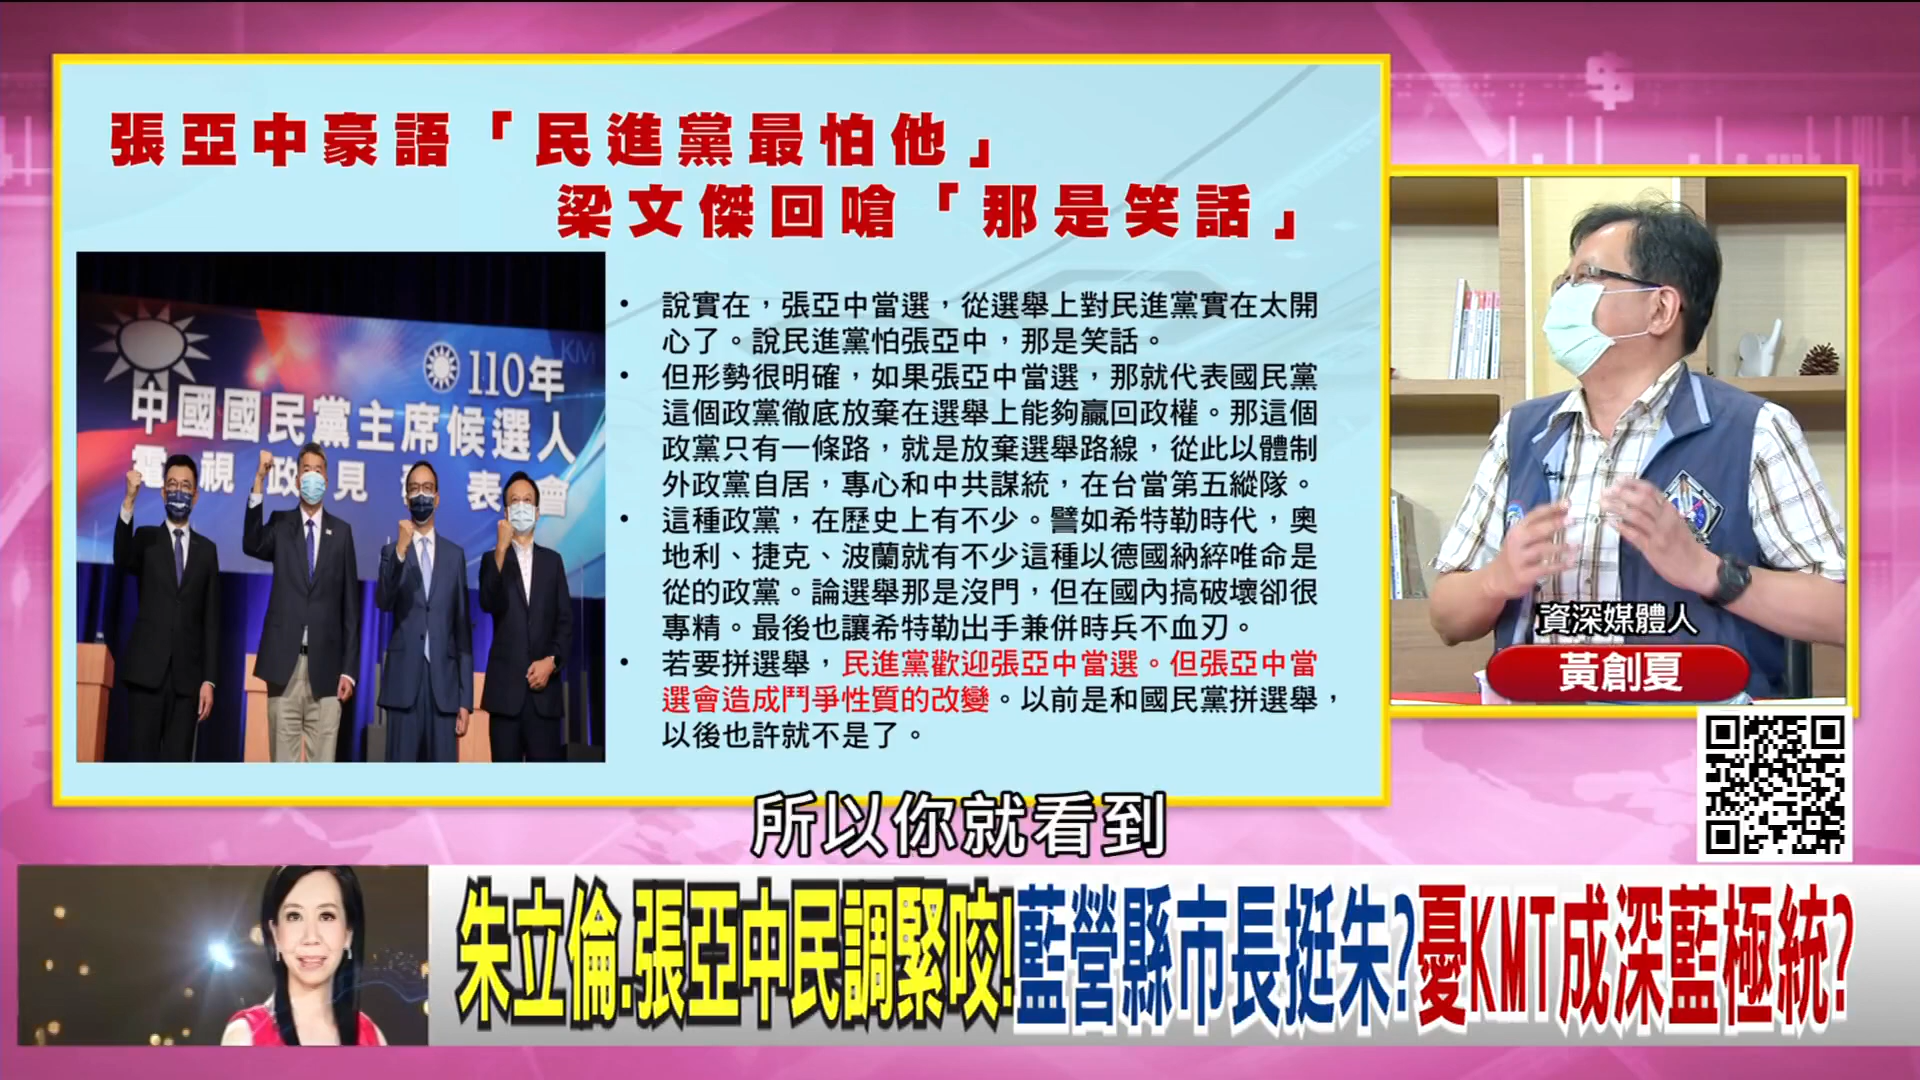 張亞中豪語「民進黨最怕他」
梁文傑回嗆「那是笑話」
110年
中國國民黨主席候選人
電視政見發表會
• 說實在，張亞中當選，從選舉上對民進黨實在太開
心了。說民進黨怕張亞中，那是笑話。
• 但形勢很明確，如果張亞中當選，那就代表國民黨
這個政黨徹底放棄在選舉上能夠贏回政權。那這個
政黨只有一條路，就是放棄選舉路線，從此以體制
外政黨自居，專心和中共謀統，在台當第五縱隊。
• 這種政黨，在歷史上有不少。譬如希特勒時代，奧
地利、捷克、波蘭就有不少這種以德國納綷唯命是
從的政黨。論選舉那是沒門，但在國內搞破壞卻很
專精。最後也讓希特勒出手兼併時兵不血刃。
• 若要拼選舉，民進黨歡迎張亞中當選。但張亞中當
選會造成鬥爭性質的改變。以前是和國民黨拼選舉，
以後也許就不是了。
資深媒體人
黃創夏
所以你就看到
朱立倫.張亞中民調緊咬!藍營縣市長挺朱?憂KMT成深藍極統?